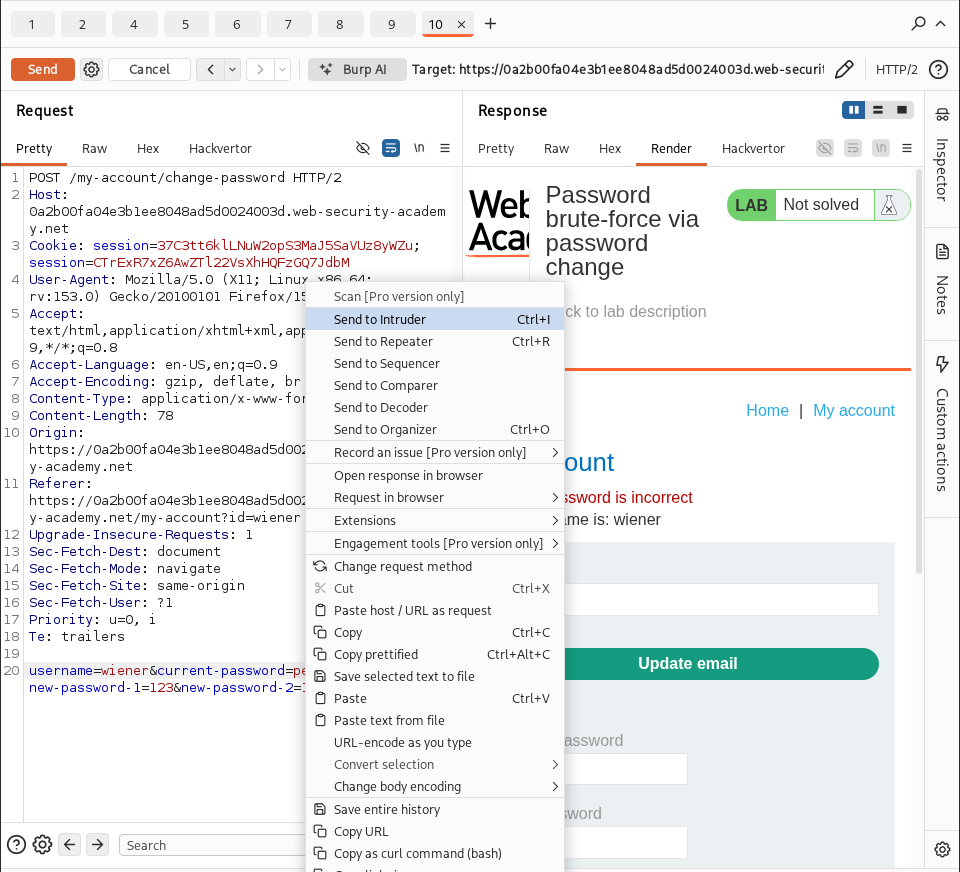 1 2 4 5 6 7 8 9 10 × +
Send Cancel Burp AI Target: https://0a2b00fa04e3b1ee8048ad5d0024003d.web-securit HTTP/2
Request
Pretty Raw Hex Hackvertor \n
1 POST /my-account/change-password HTTP/2
2 Host:
0a2b00fa04e3b1ee8048ad5d0024003d.web-security-academ
y.net
3 Cookie: session=37C3tt6klLNuW2opS3MaJ5SaVUz8yWZu;
session=CTrExR7xZ6AwZTl22VsXhHQFzGQ7JdbM
4 User-Agent: Mozilla/5.0 (X11; Linux x86_64;
rv:153.0) Gecko/20100101 Firefox/15
5 Accept:
text/html,application/xhtml+xml,app
9,*/*;q=0.8
6 Accept-Language: en-US,en;q=0.9
7 Accept-Encoding: gzip, deflate, br
8 Content-Type: application/x-www-for
9 Content-Length: 78
10 Origin:
https://0a2b00fa04e3b1ee8048ad5d002
y-academy.net
11 Referer:
https://0a2b00fa04e3b1ee8048ad5d002
y-academy.net/my-account?id=wiener
12 Upgrade-Insecure-Requests: 1
13 Sec-Fetch-Dest: document
14 Sec-Fetch-Mode: navigate
15 Sec-Fetch-Site: same-origin
16 Sec-Fetch-User: ?1
17 Priority: u=0, i
18 Te: trailers
19
20 username=wiener&current-password=pe
new-password-1=123&new-password-2=
Search
Scan [Pro version only]
Send to Intruder Ctrl+I
Send to Repeater Ctrl+R
Send to Sequencer
Send to Comparer
Send to Decoder
Send to Organizer Ctrl+O
Record an issue [Pro version only]
Open response in browser
Request in browser
Extensions
Engagement tools [Pro version only]
Change request method
Cut Ctrl+X
Paste host / URL as request
Copy Ctrl+C
Copy prettified Ctrl+Alt+C
Save selected text to file
Paste Ctrl+V
Paste text from file
URL-encode as you type
Convert selection
Change body encoding
Save entire history
Copy URL
Copy as curl command (bash)
Response
Pretty Raw Hex Render Hackvertor \n
Web
Aca
Password
brute-force via
password
change
LAB Not solved
ck to lab description
Home | My account
ount
ssword is incorrect
ame is: wiener
Update email
assword
sword
Inspector
Notes
Custom actions